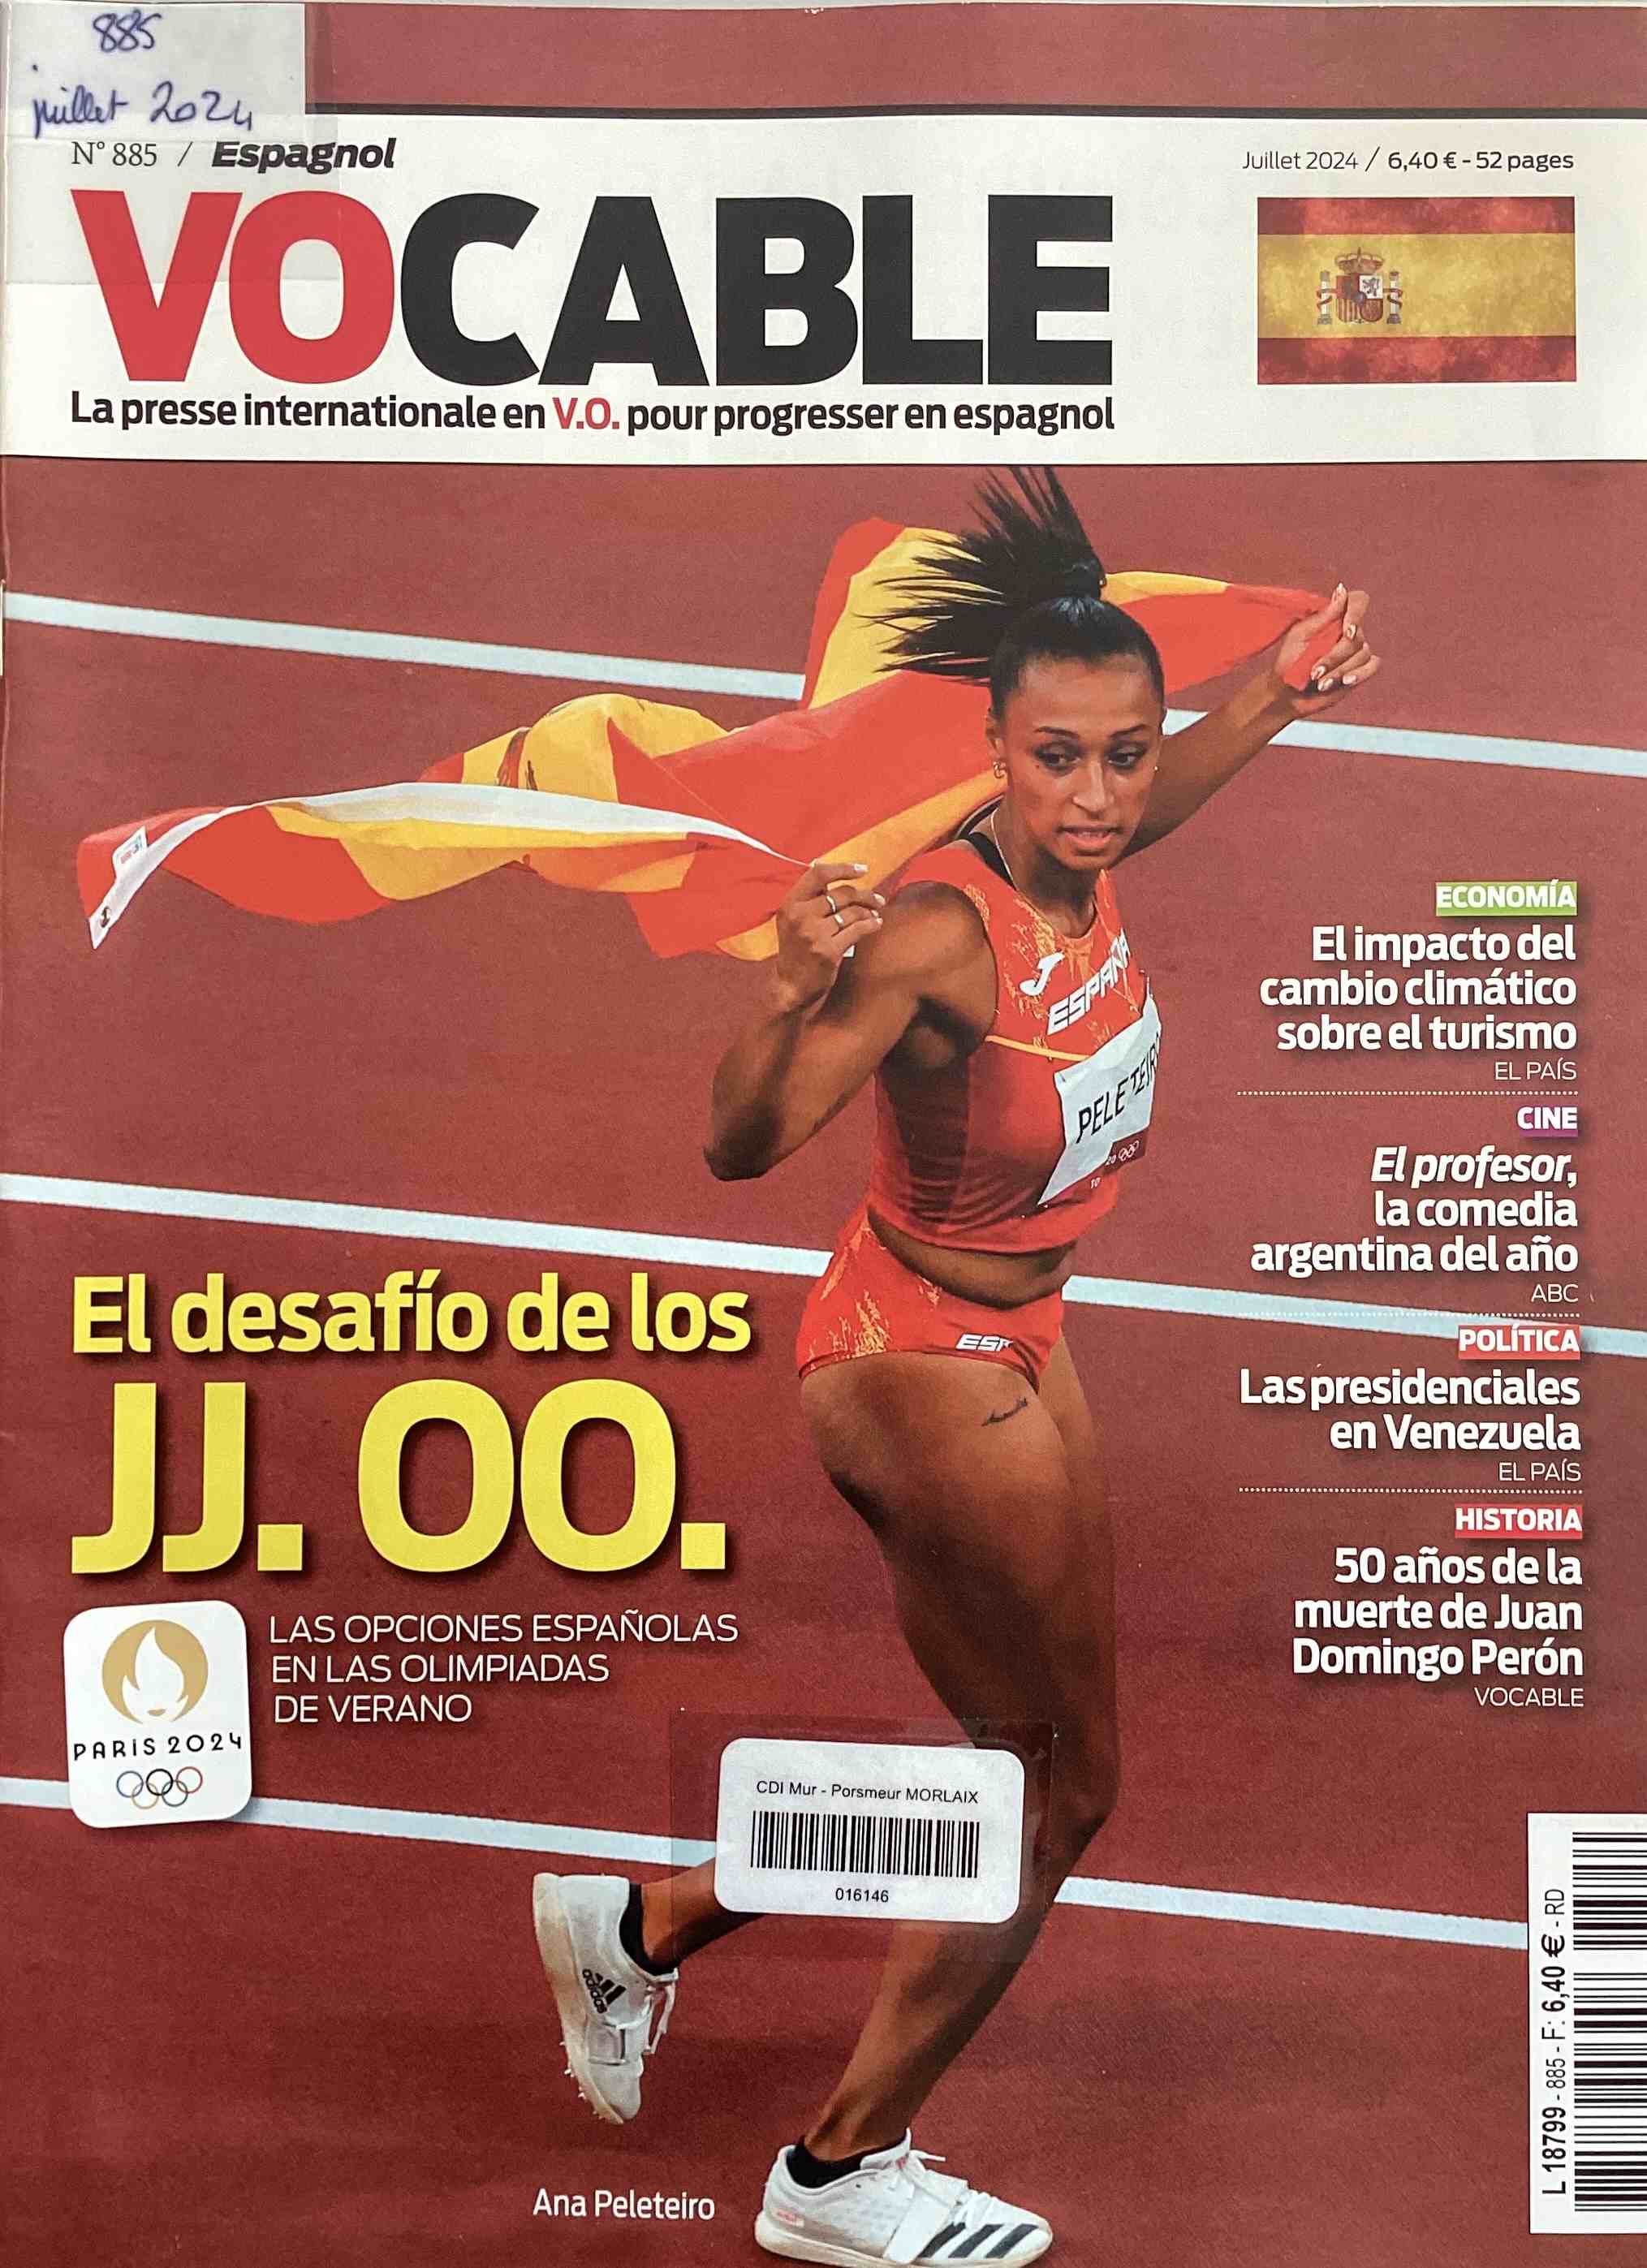 885
juillet 2024
N° 885 / Espagnol
Juillet 2024 / 6,40 € - 52 pages
VOCABLE
La presse internationale en V.O. pour progresser en espagnol
ESPAÑA
PELETEIR
ESP
ECONOMÍA
El impacto del
cambio climático
sobre el turismo
EL PAÍS
CINE
El profesor,
la comedia
argentina del año
ABC
POLÍTICA
Las presidenciales
en Venezuela
EL PAÍS
HISTORIA
50 años de la
muerte de Juan
Domingo Perón
VOCABLE
El desafío de los
JJ. OO.
LAS OPCIONES ESPAÑOLAS
EN LAS OLIMPIADAS
DE VERANO
PARIS 2024
CDI Mur - Porsmeur MORLAIX
016146
adidas
Ana Peleteiro
L 18799 - 885 - F: 6,40 € - RD